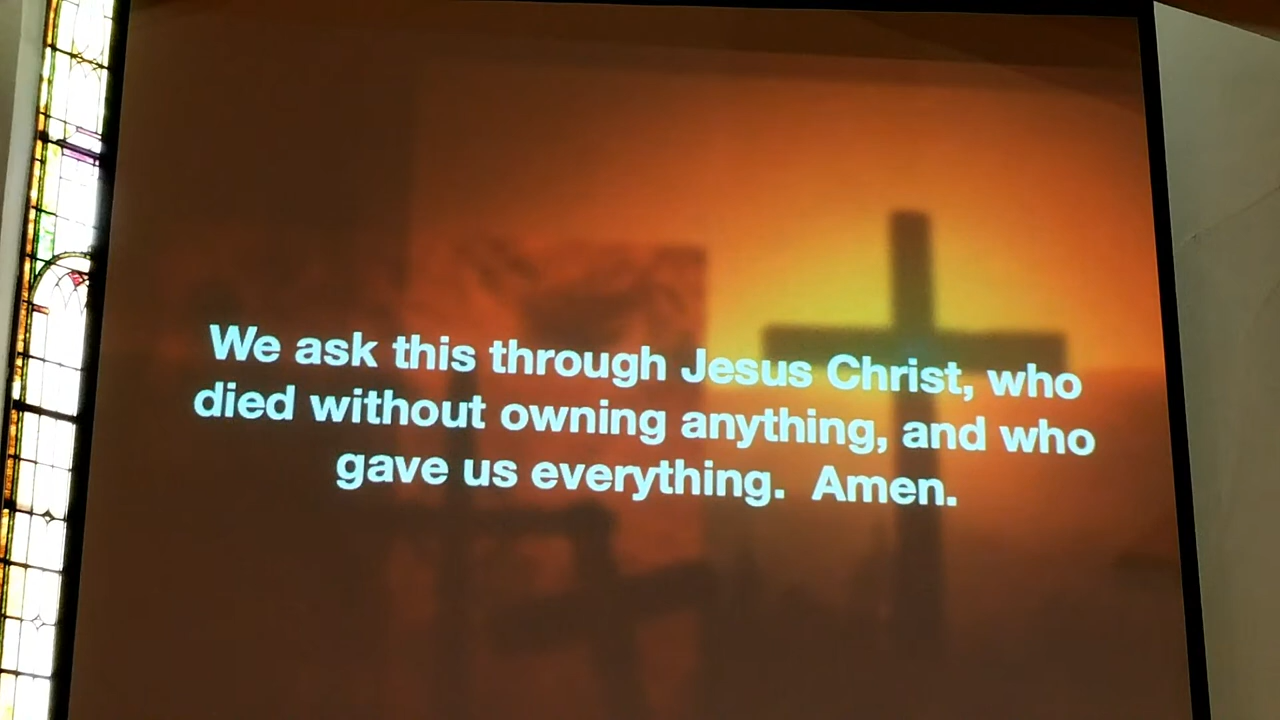 We ask this through Jesus Christ, who
died without owning anything, and who
gave us everything.  Amen.